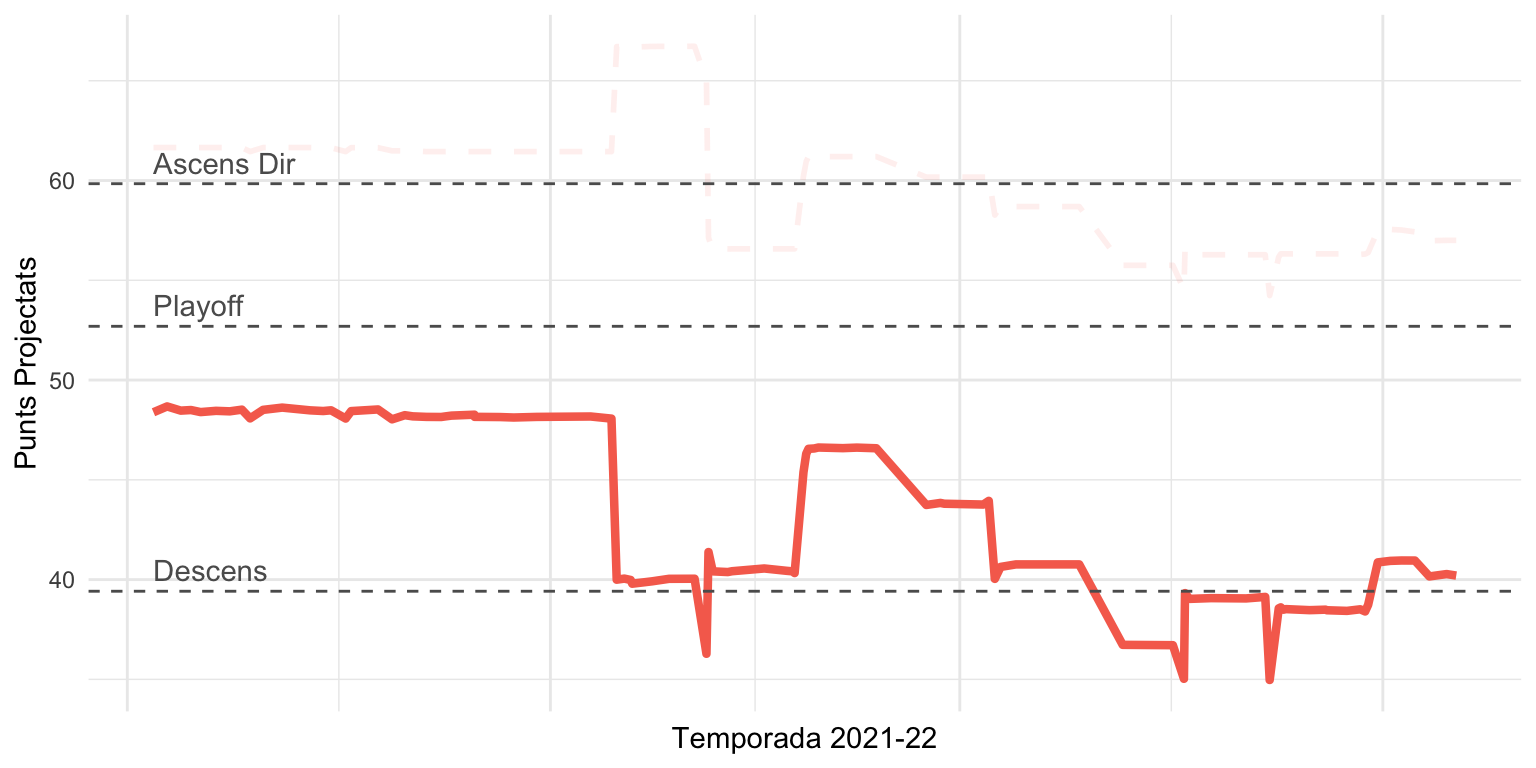 Ascens Dir
60
Playoff
50
Descens
40
Punts Projectats
Temporada 2021-22